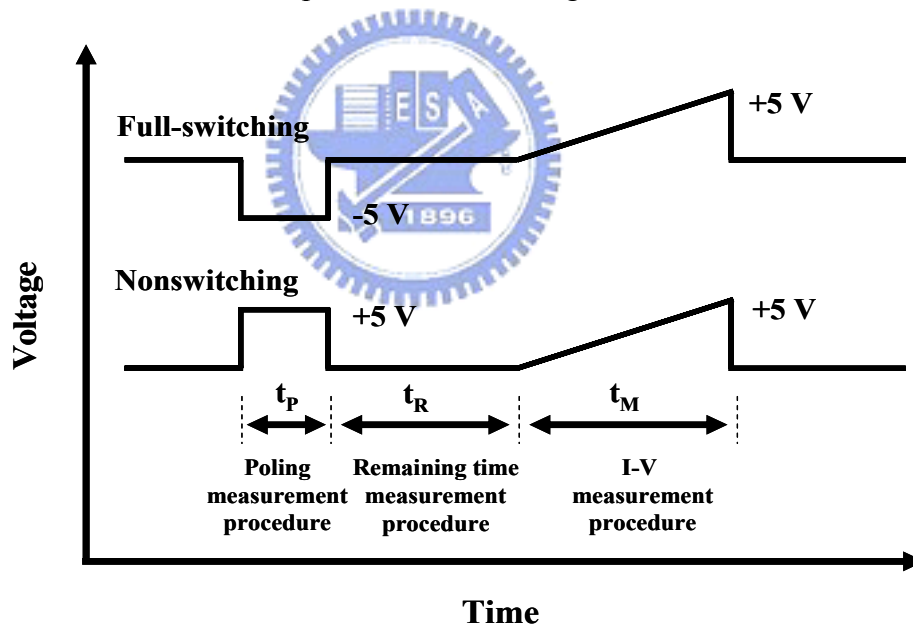 Full-switching
+5 V
-5 V
E S A
1896
Nonswitching
+5 V
+5 V
Voltage
tP
tR
tM
Poling
measurement
procedure
Remaining time
measurement
procedure
I-V
measurement
procedure
Time